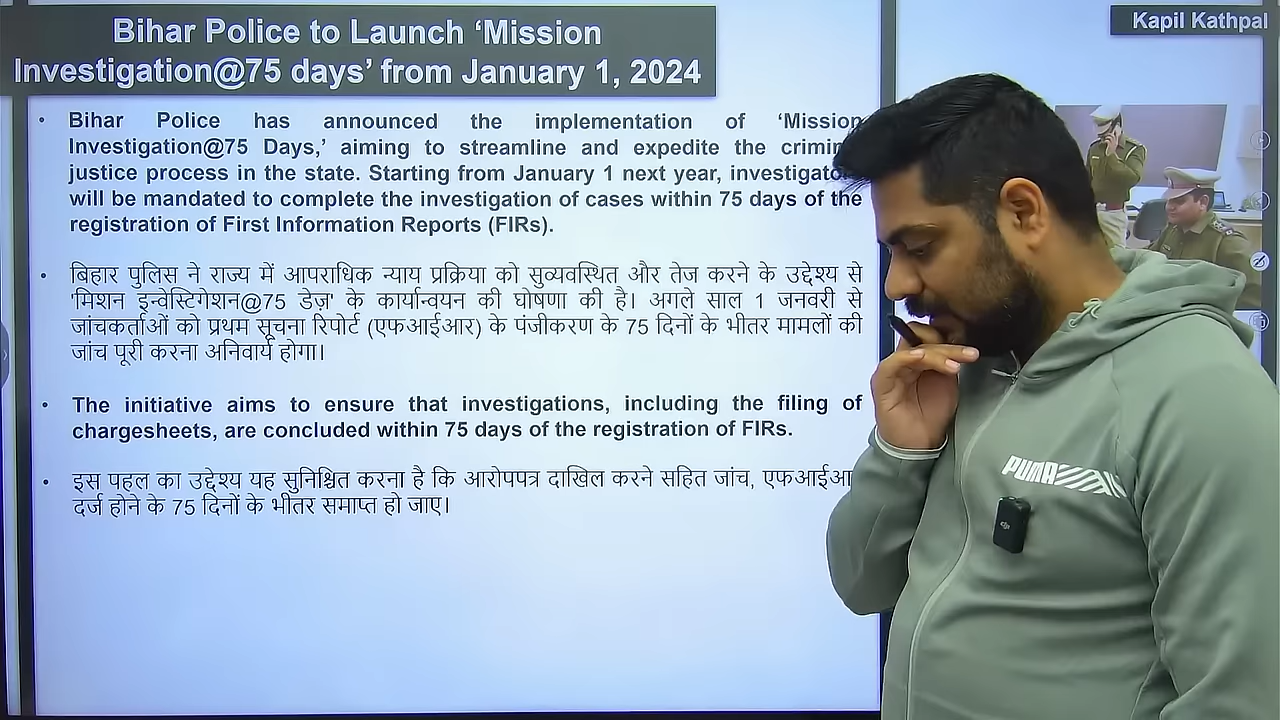 Bihar Police to Launch ‘Mission
Investigation@75 days’ from January 1, 2024
Kapil Kathpal
• Bihar Police has announced the implementation of ‘Mission
Investigation@75 Days,’ aiming to streamline and expedite the
justice process in the state. Starting from January 1 next year,
will be mandated to complete the investigation of cases within 75 days of the
registration of First Information Reports (FIRs).
• बिहार पुलिस ने राज्य में आपराधिक न्याय प्रक्रिया को सुव्यवस्थित और तेज करने के उद्देश्य से
'मिशन इन्वेस्टिगेशन@75 डेज़' के कार्यान्वयन की घोषणा की है। अगले साल 1 जनवरी से
जांचकर्ताओं को प्रथम सूचना रिपोर्ट (एफआईआर) के पंजीकरण के 75 दिनों के भीतर मामलों की
जांच पूरी करना अनिवार्य होगा।
• The initiative aims to ensure that investigations, including the filing of
chargesheets, are concluded within 75 days of the registration of FIRs.
• इस पहल का उद्देश्य यह सुनिश्चित करना है कि आरोपपत्र दाखिल करने सहित जांच,
दर्ज होने के 75 दिनों के भीतर समाप्त हो जाए।
PUMA
dji